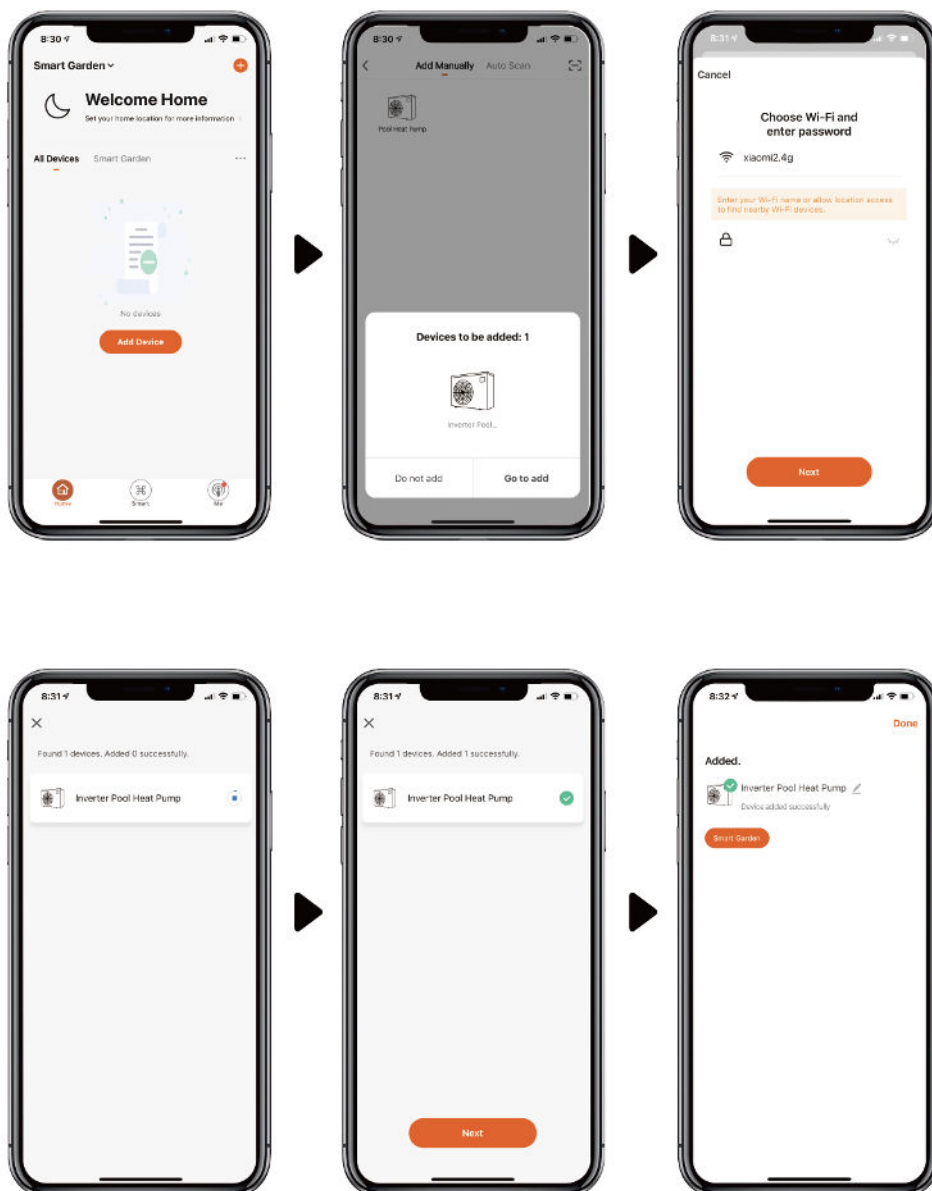 8:30
Smart Garden
Welcome Home
Set your home location for more information
All Devices Smart Garden ...
No devices
Add Device
Home Smart Me
8:30
Add Manually Auto Scan
Pool Heat Pump
Devices to be added: 1
Inverter Pool...
Do not add Go to add
8:31
Cancel
Choose Wi-Fi and
enter password
xiaomi2.4g
Enter your Wi-Fi name or allow location access
to find nearby Wi-Fi devices.
Next
8:31
Found 1 devices. Added 0 successfully.
Inverter Pool Heat Pump
8:31
Found 1 devices. Added 1 successfully.
Inverter Pool Heat Pump
Next
8:32
Done
Added.
Inverter Pool Heat Pump
Device added successfully
Smart Garden